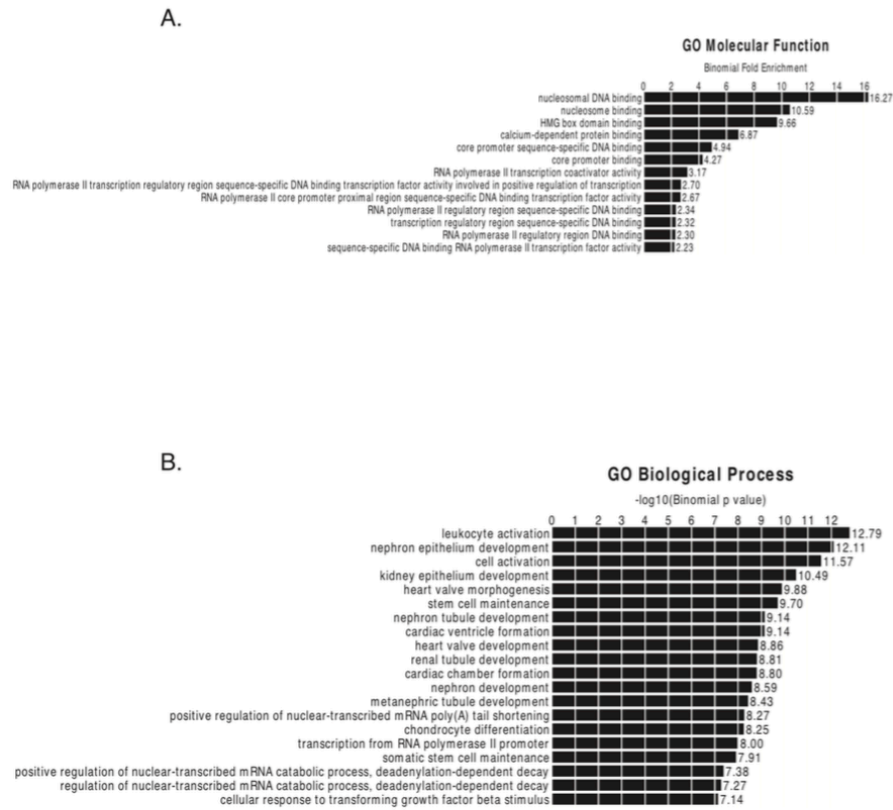 A.
GO Molecular Function
Binomial Fold Enrichment
0 2 4 6 8 10 12 14 16
nucleosomal DNA binding 16.27
nucleosome binding 10.59
HMG box domain binding 9.66
calcium-dependent protein binding 6.87
core promoter sequence-specific DNA binding 4.94
core promoter binding 4.27
RNA polymerase II transcription coactivator activity 3.17
RNA polymerase II transcription regulatory region sequence-specific DNA binding transcription factor activity involved in positive regulation of transcription 2.70
RNA polymerase II core promoter proximal region sequence-specific DNA binding transcription factor activity 2.67
RNA polymerase II regulatory region sequence-specific DNA binding 2.34
transcription regulatory region sequence-specific DNA binding 2.32
RNA polymerase II regulatory region DNA binding 2.30
sequence-specific DNA binding RNA polymerase II transcription factor activity 2.23
B.
GO Biological Process
-log10(Binomial p value)
0 1 2 3 4 5 6 7 8 9 10 11 12
leukocyte activation 12.79
nephron epithelium development 12.11
cell activation 11.57
kidney epithelium development 10.49
heart valve morphogenesis 9.88
stem cell maintenance 9.70
nephron tubule development 9.14
cardiac ventricle formation 9.14
heart valve development 8.86
renal tubule development 8.81
cardiac chamber formation 8.80
nephron development 8.59
metanephric tubule development 8.43
positive regulation of nuclear-transcribed mRNA poly(A) tail shortening 8.27
chondrocyte differentiation 8.25
transcription from RNA polymerase II promoter 8.00
somatic stem cell maintenance 7.91
positive regulation of nuclear-transcribed mRNA catabolic process, deadenylation-dependent decay 7.38
regulation of nuclear-transcribed mRNA catabolic process, deadenylation-dependent decay 7.27
cellular response to transforming growth factor beta stimulus 7.14